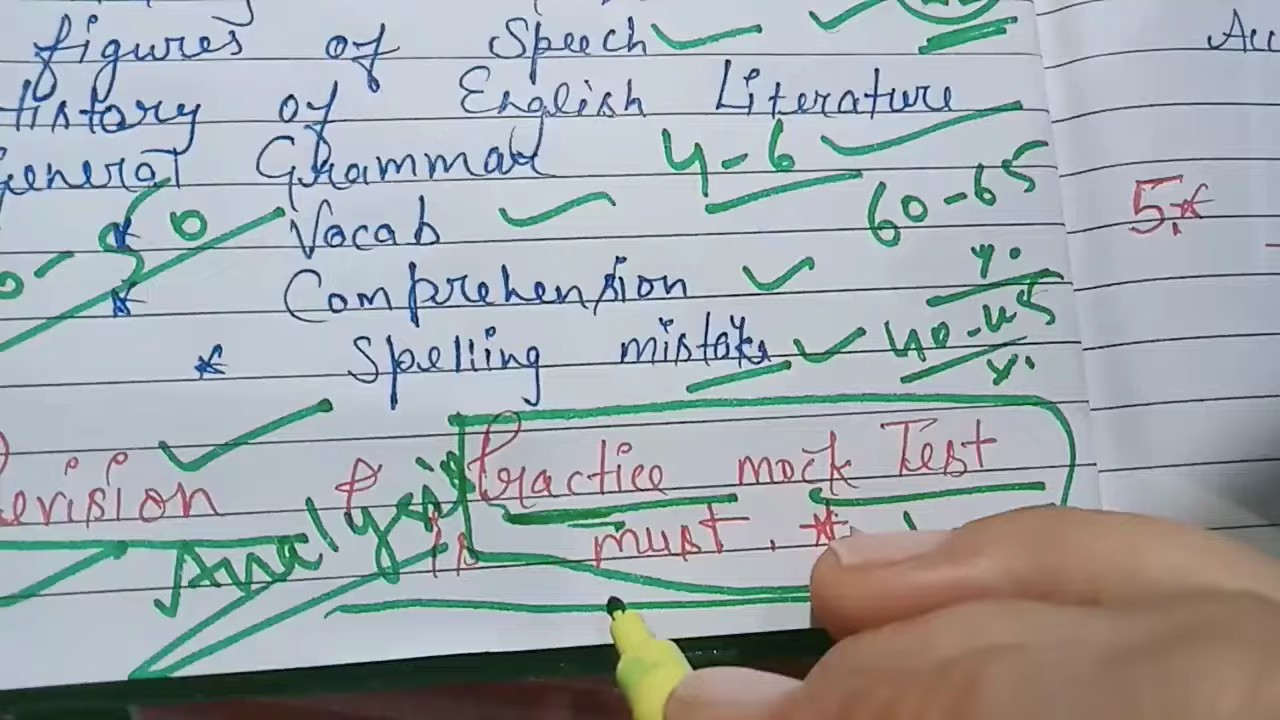 figures of Speech
History of English Literature
General Grammar 4-6
Vocab 60-65
Comprehension
* Spelling mistake 40-45
Revision & Practice mock Test
Analysis is must. *
5.*